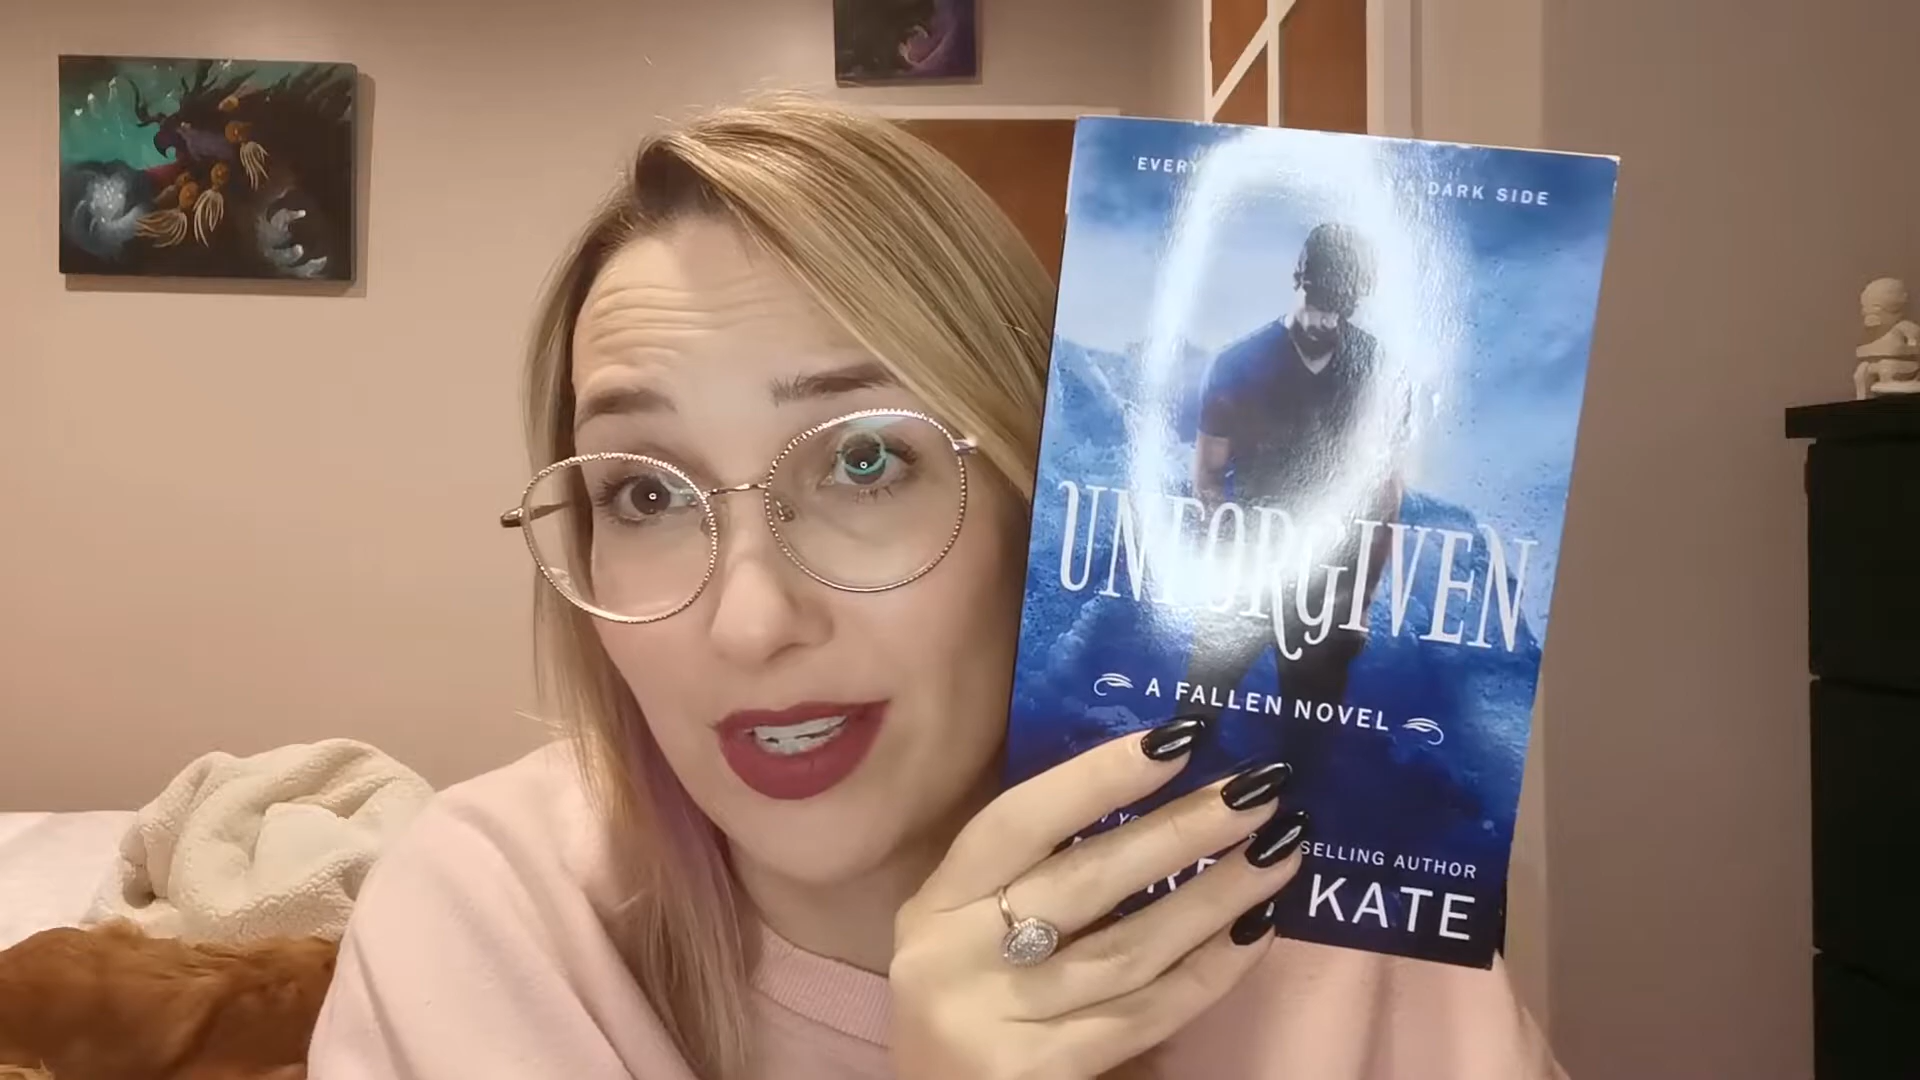 EVERY A DARK SIDE
UNFORGIVEN
A FALLEN NOVEL
SELLING AUTHOR
KATE